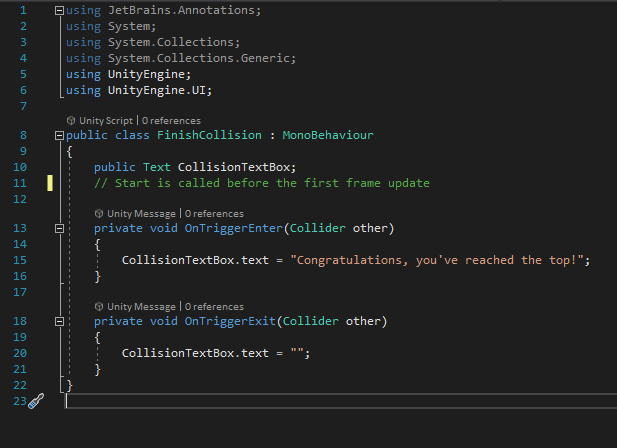 1 using JetBrains.Annotations;
2 using System;
3 using System.Collections;
4 using System.Collections.Generic;
5 using UnityEngine;
6 using UnityEngine.UI;
7
Unity Script | 0 references
8 public class FinishCollision : MonoBehaviour
9 {
10 public Text CollisionTextBox;
11 // Start is called before the first frame update
12
Unity Message | 0 references
13 private void OnTriggerEnter(Collider other)
14 {
15 CollisionTextBox.text = "Congratulations, you've reached the top!";
16 }
17
Unity Message | 0 references
18 private void OnTriggerExit(Collider other)
19 {
20 CollisionTextBox.text = "";
21 }
22 }
23